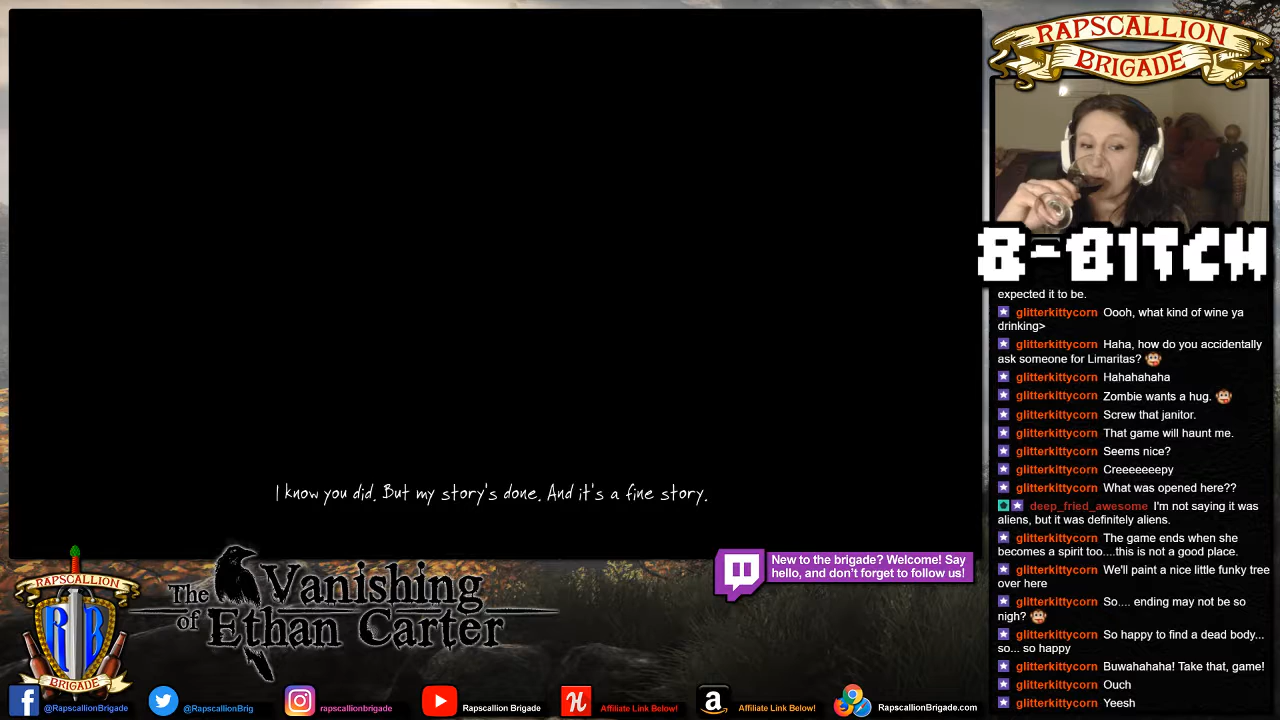 RAPSCALLION
BRIGADE
8-BITCH
expected it to be.
glitterkittycorn Oooh, what kind of wine ya
drinking>
glitterkittycorn Haha, how do you accidentally
ask someone for Limaritas?
glitterkittycorn Hahahahaha
glitterkittycorn Zombie wants a hug.
glitterkittycorn Screw that janitor.
glitterkittycorn That game will haunt me.
glitterkittycorn Seems nice?
glitterkittycorn Creeeeeeepy
glitterkittycorn What was opened here??
deep_fried_awesome I'm not saying it was
aliens, but it was definitely aliens.
glitterkittycorn The game ends when she
becomes a spirit too....this is not a good place.
glitterkittycorn We'll paint a nice little funky tree
over here
glitterkittycorn So.... ending may not be so
nigh?
glitterkittycorn So happy to find a dead body...
so... so happy
glitterkittycorn Buwahahaha! Take that, game!
glitterkittycorn Ouch
glitterkittycorn Yeesh
I know you did. But my story's done. And it's a fine story.
RAPSCALLION
RB
BRIGADE
The Vanishing
of Ethan Carter
New to the brigade? Welcome! Say
hello, and don't forget to follow us!
@RapscallionBrigade
@RapscallionBrig
rapscallionbrigade
Rapscallion Brigade
Affiliate Link Below!
Affiliate Link Below!
RapscallionBrigade.com